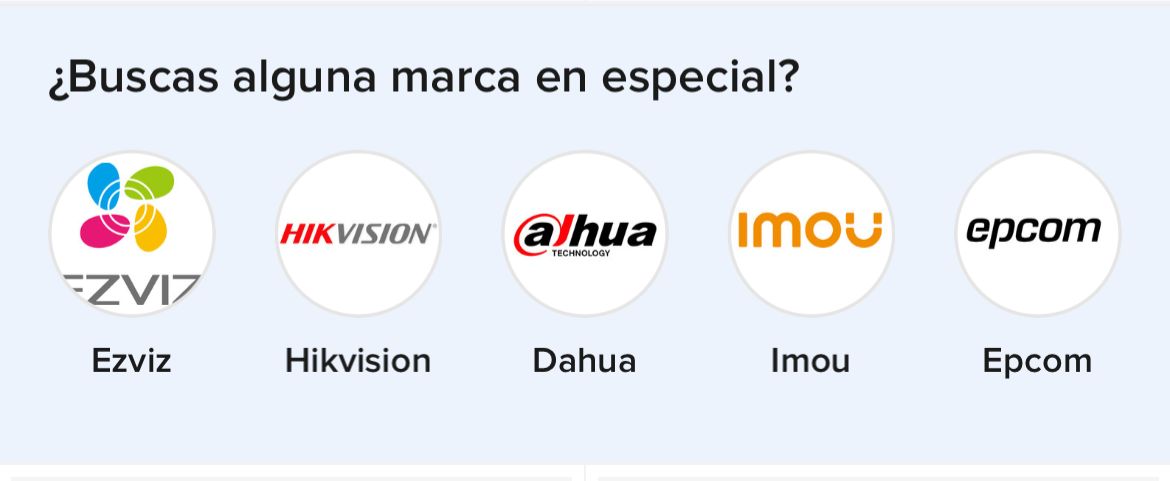 ¿Buscas alguna marca en especial?
EZVIZ
HIKVISION®
alhua
TECHNOLOGY
imou
epcom
Ezviz
Hikvision
Dahua
Imou
Epcom